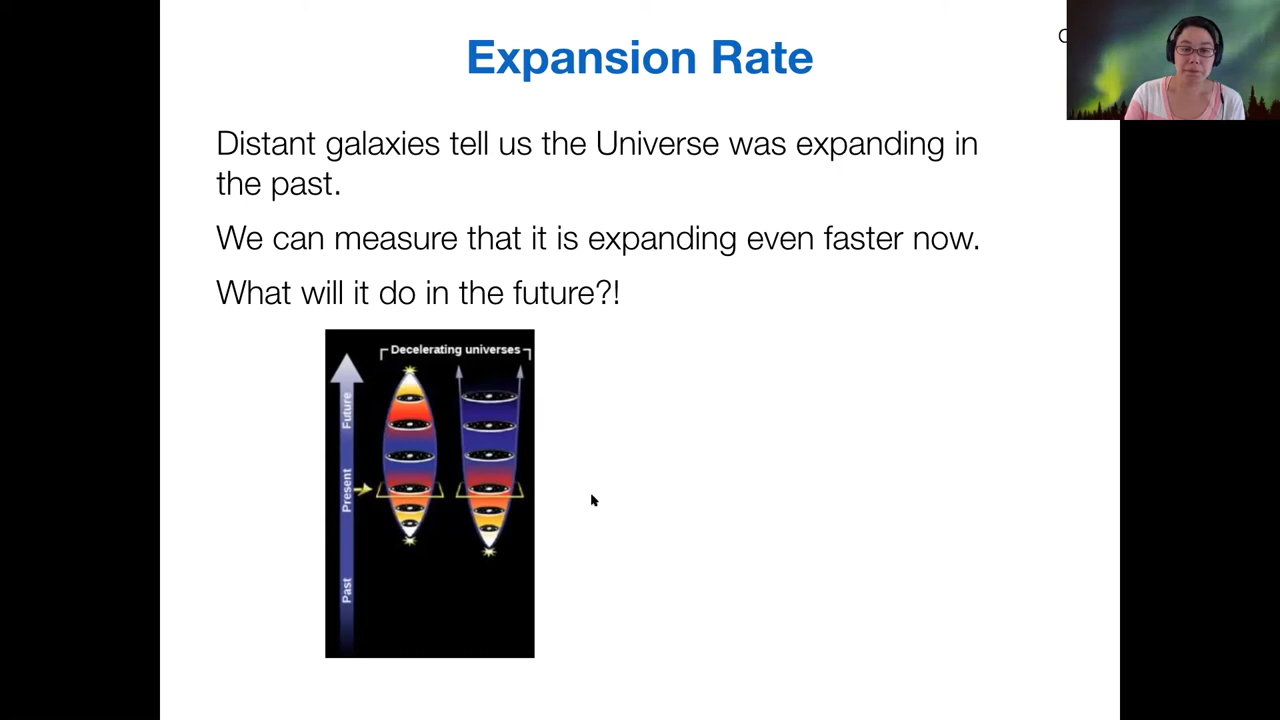 Expansion Rate
Distant galaxies tell us the Universe was expanding in
the past.
We can measure that it is expanding even faster now.
What will it do in the future?!
Decelerating universes
Future
Present
Past